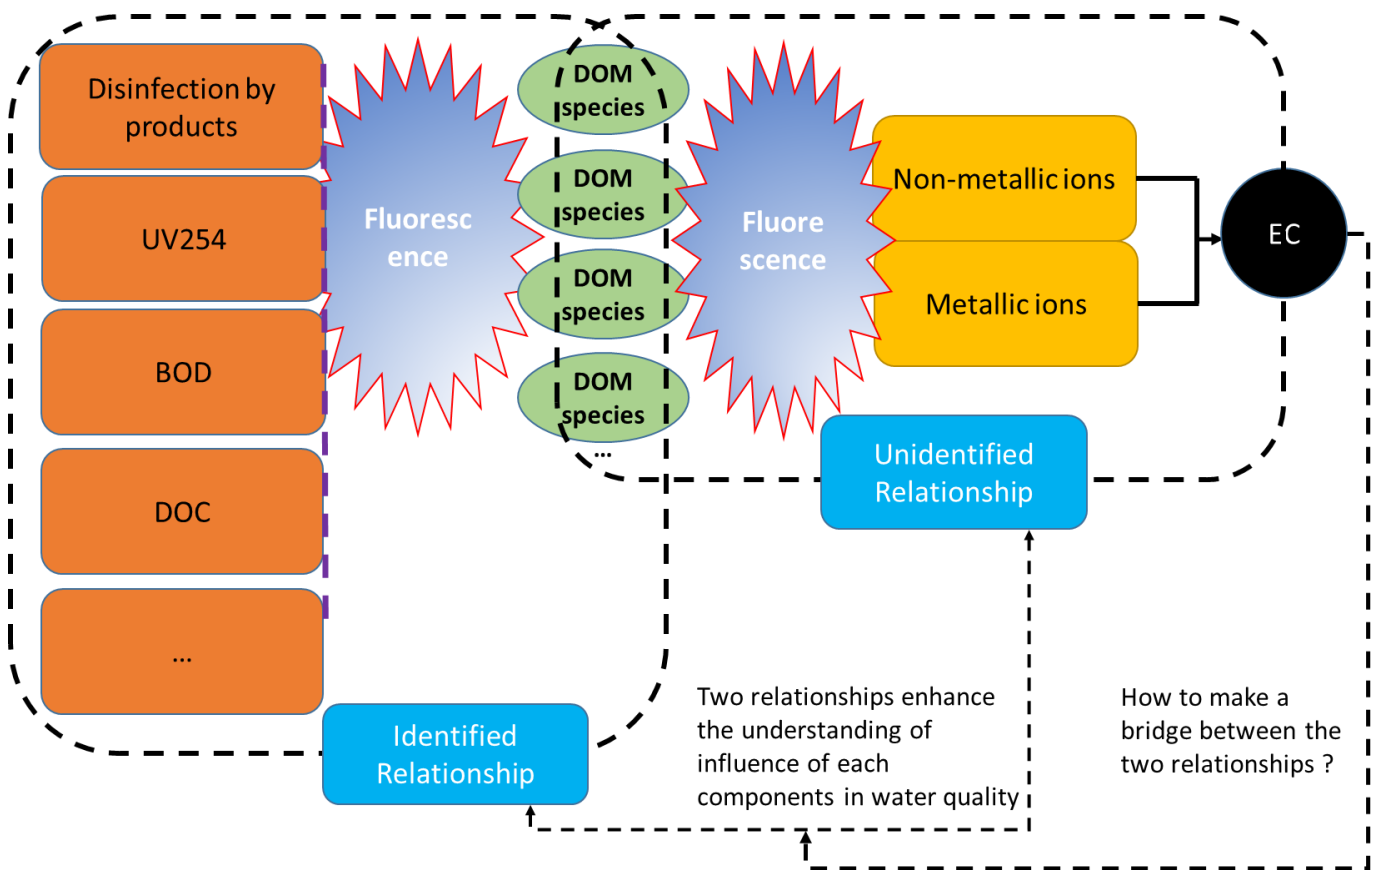 Disinfection by
products
UV254
BOD
DOC
...
Fluoresc
ence
DOM
species
DOM
species
DOM
species
DOM
species
...
Fluore
scence
Non-metallic ions
Metallic ions
EC
Unidentified
Relationship
Identified
Relationship
Two relationships enhance
the understanding of
influence of each
components in water quality
How to make a
bridge between the
two relationships ?